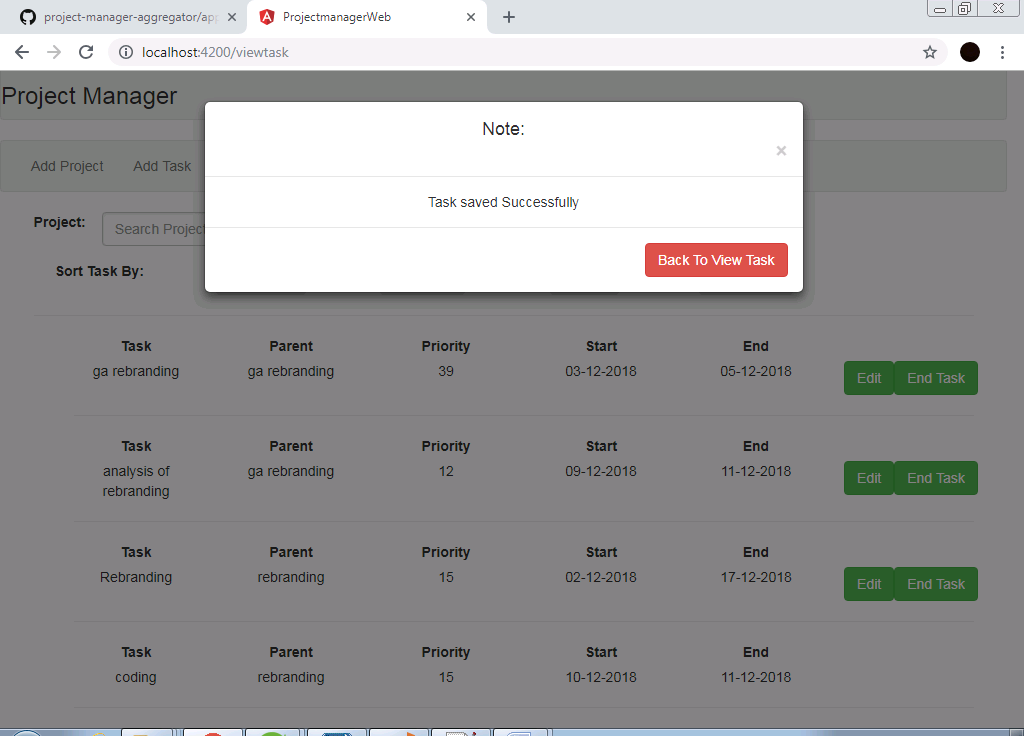 project-manager-aggregator/app
ProjectmanagerWeb
localhost:4200/viewtask
Project Manager
Note:
×
Add Project Add Task
Task saved Successfully
Project: Search Projec
Back To View Task
Sort Task By:
Task Parent Priority Start End
ga rebranding ga rebranding 39 03-12-2018 05-12-2018 Edit End Task
Task Parent Priority Start End
analysis of ga rebranding 12 09-12-2018 11-12-2018 Edit End Task
rebranding
Task Parent Priority Start End
Rebranding rebranding 15 02-12-2018 17-12-2018 Edit End Task
Task Parent Priority Start End
coding rebranding 15 10-12-2018 11-12-2018